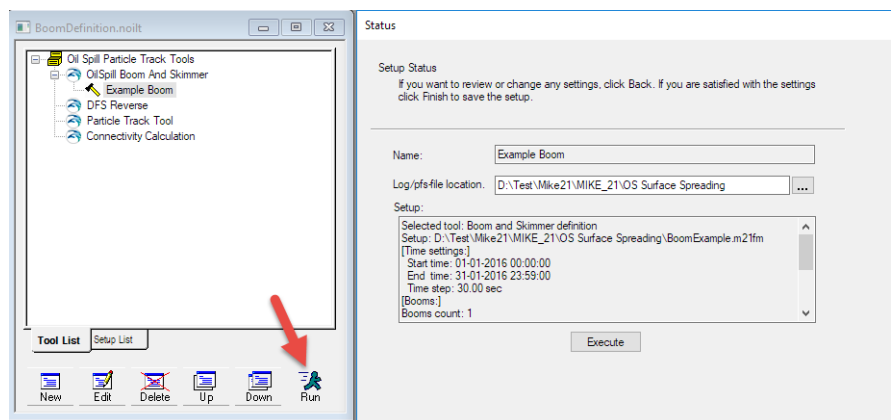 BoomDefinition.noilt
Oil Spill Particle Track Tools
OilSpill Boom And Skimmer
Example Boom
DFS Reverse
Particle Track Tool
Connectivity Calculation
Tool List
Setup List
New
Edit
Delete
Up
Down
Run
Status
Setup Status
If you want to review or change any settings, click Back. If you are satisfied with the settings
click Finish to save the setup.
Name:
Example Boom
Log/pfs-file location.
D:\Test\Mike21\MIKE_21\OS Surface Spreading
...
Setup:
Selected tool: Boom and Skimmer definition
Setup: D:\Test\Mike21\MIKE_21\OS Surface Spreading\BoomExample.m21fm
[Time settings:]
Start time: 01-01-2016 00:00:00
End time: 31-01-2016 23:59:00
Time step: 30.00 sec
[Booms:]
Booms count: 1
Execute